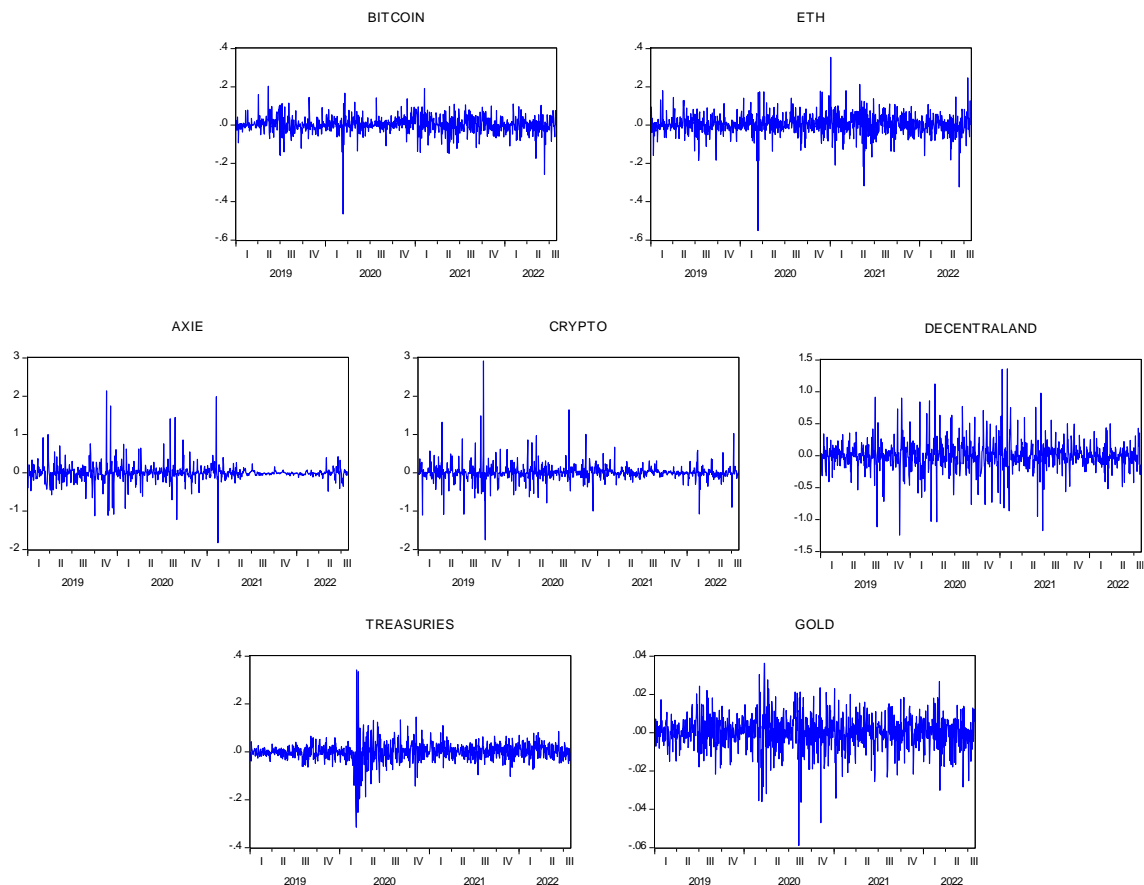 BITCOIN
.4
.2
.0
-.2
-.4
-.6
I II III IV I II III IV I II III IV I II III
2019 2020 2021 2022
ETH
.4
.2
.0
-.2
-.4
-.6
I II III IV I II III IV I II III IV I II III
2019 2020 2021 2022
AXIE
3
2
1
0
-1
-2
I II III IV I II III IV I II III IV I II III
2019 2020 2021 2022
CRYPTO
3
2
1
0
-1
-2
I II III IV I II III IV I II III IV I II III
2019 2020 2021 2022
DECENTRALAND
1.5
1.0
0.5
0.0
-0.5
-1.0
-1.5
I II III IV I II III IV I II III IV I II III
2019 2020 2021 2022
TREASURIES
.4
.2
.0
-.2
-.4
I II III IV I II III IV I II III IV I II III
2019 2020 2021 2022
GOLD
.04
.02
.00
-.02
-.04
-.06
I II III IV I II III IV I II III IV I II III
2019 2020 2021 2022